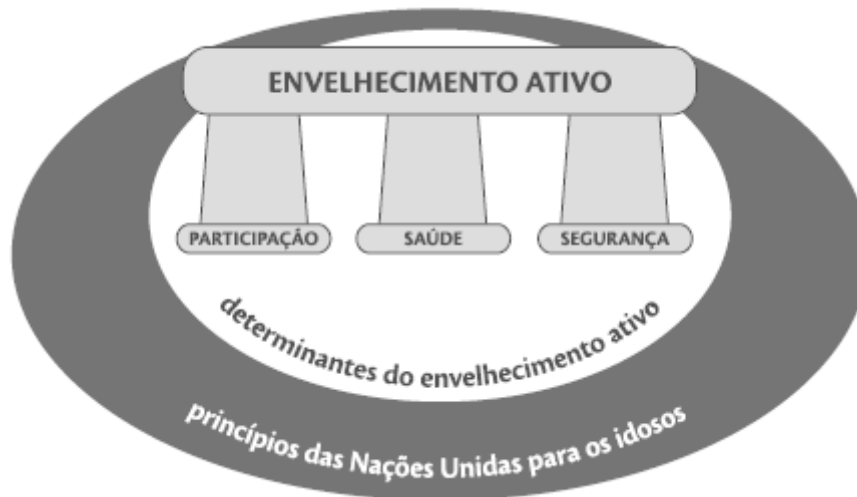 ENVELHECIMENTO ATIVO
PARTICIPAÇÃO
SAÚDE
SEGURANÇA
determinantes do envelhecimento ativo
princípios das Nações Unidas para os idosos